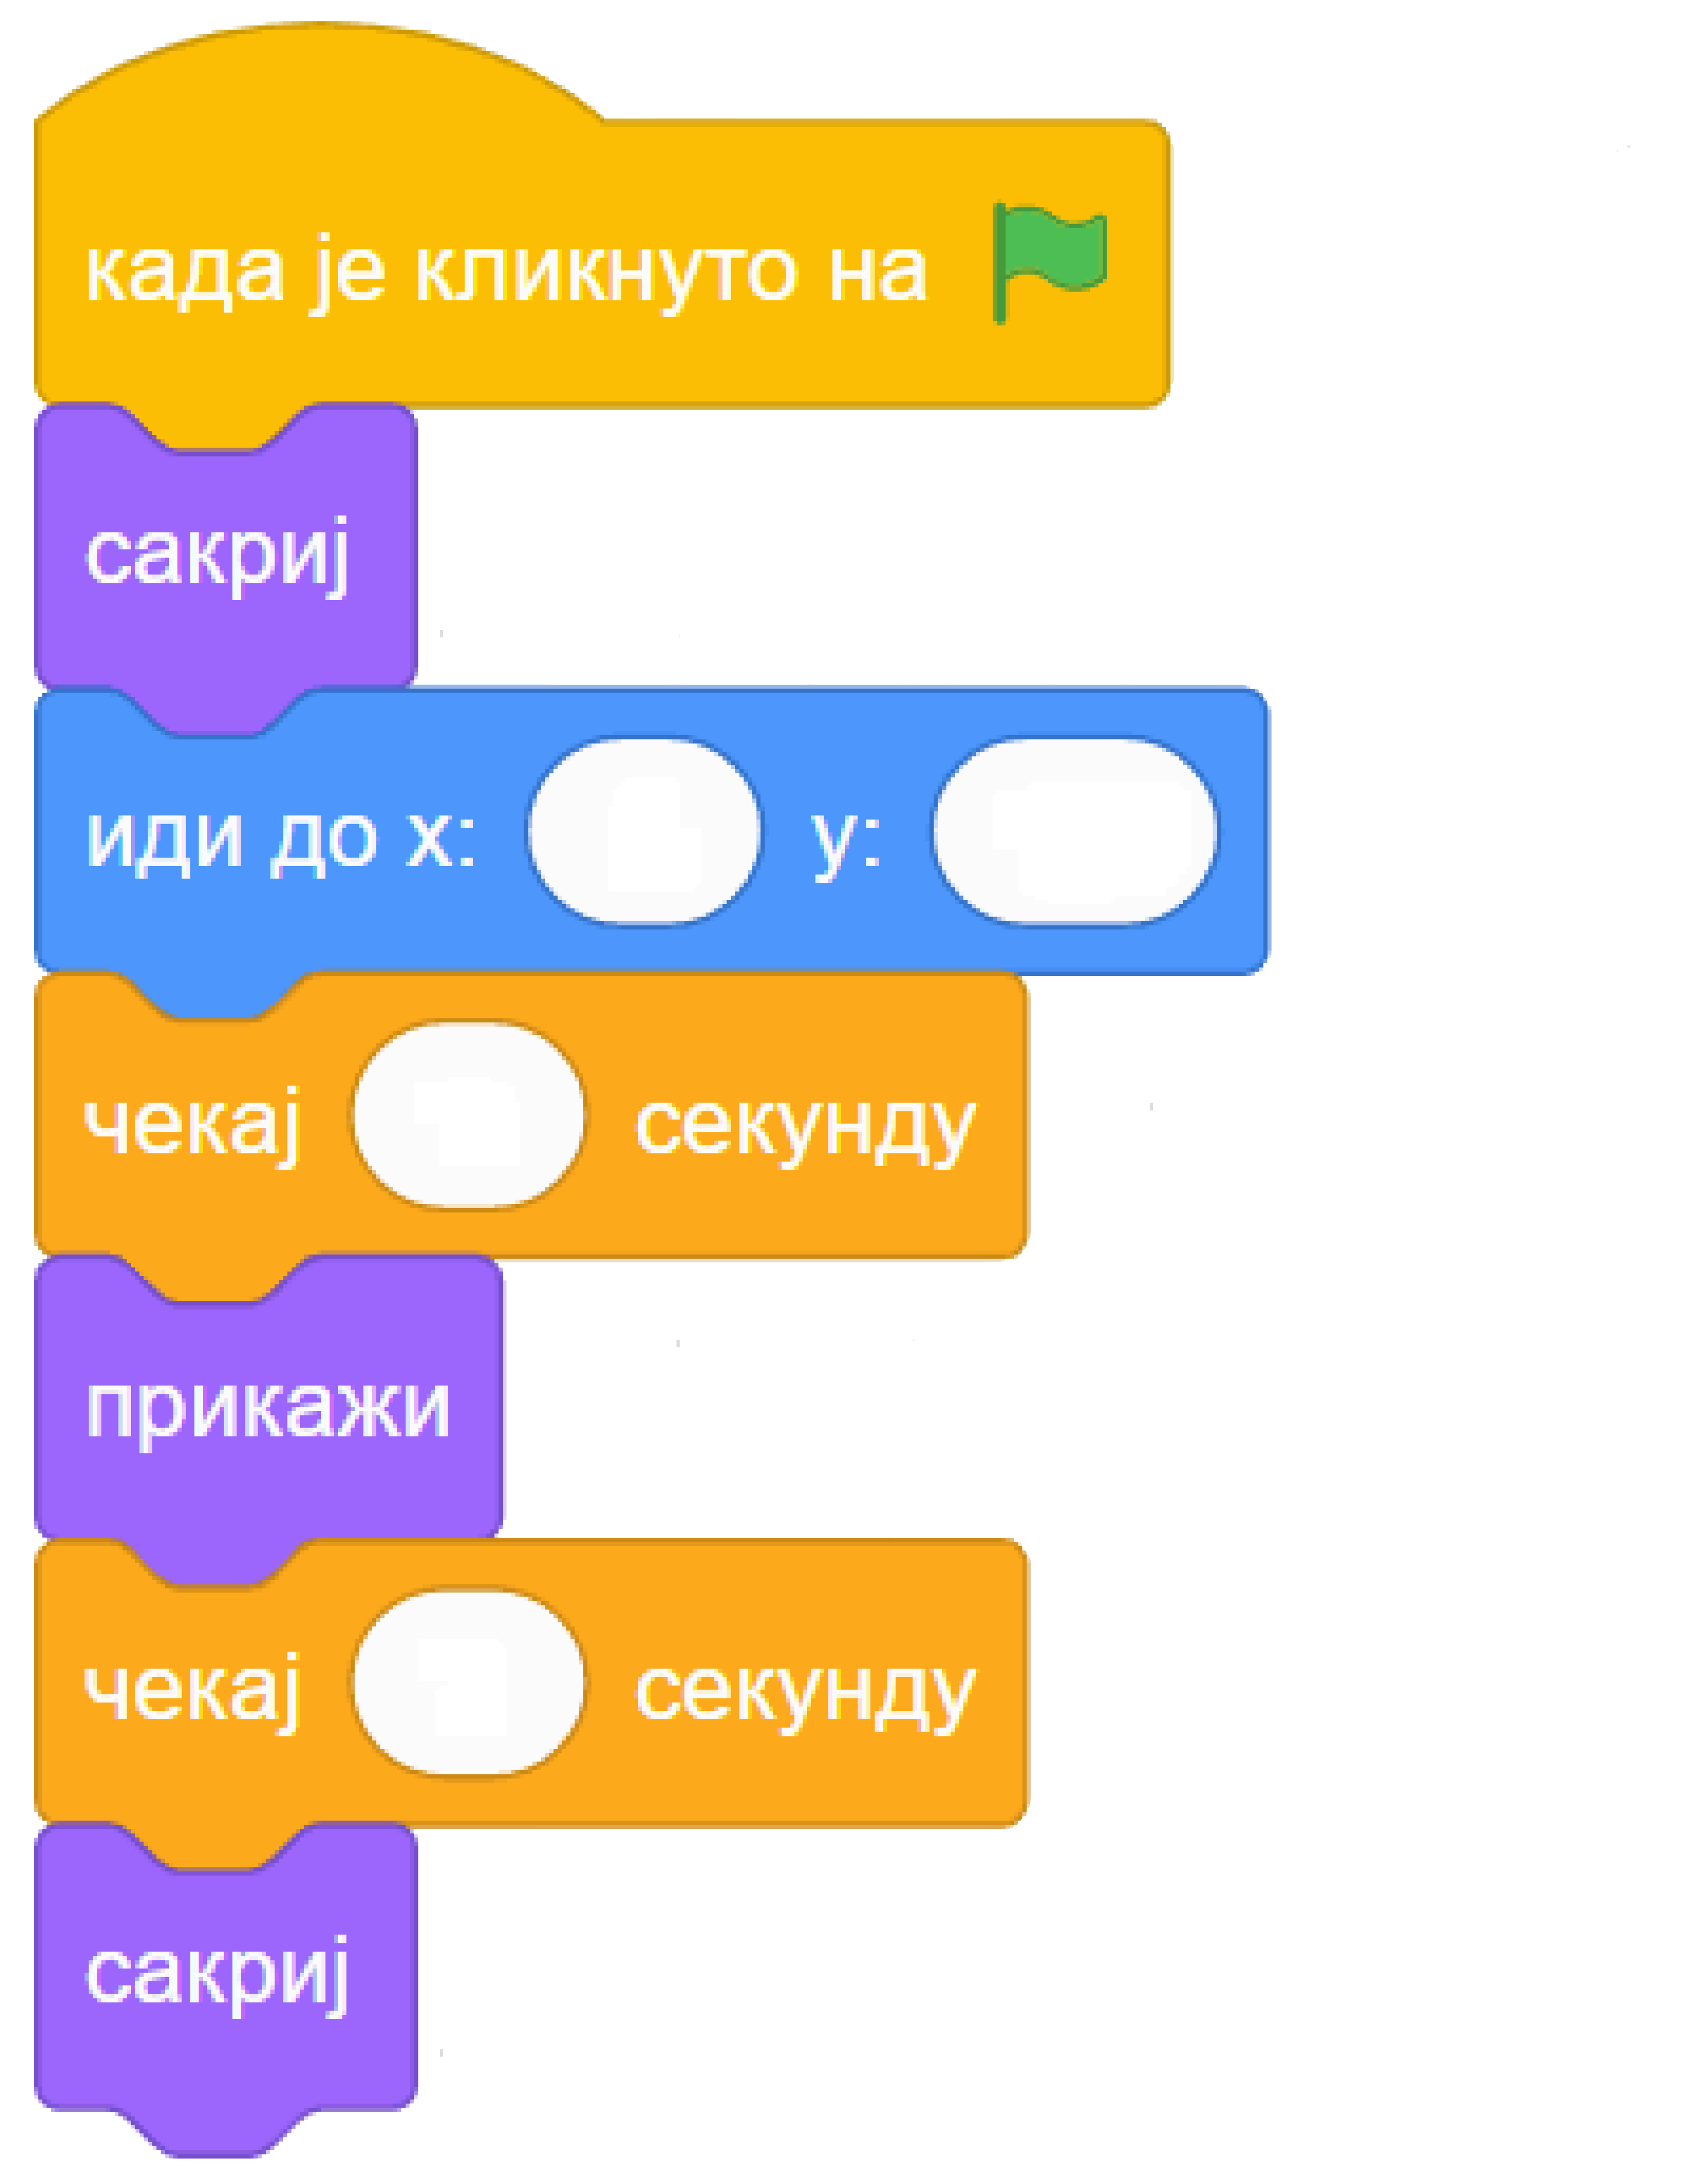 када је кликнуто на
сакриј
иди до x: y:
чекај секунду
прикажи
чекај секунду
сакриј